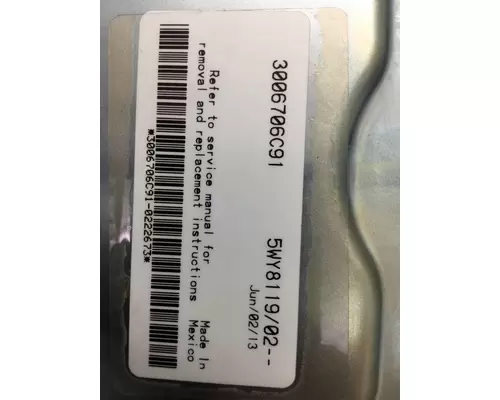 3006706C91 5WY8119/02--
Jun/02/13
Refer to service manual for
removal and replacement instructions
Made In
Mexico
*3006706C91-0222673*